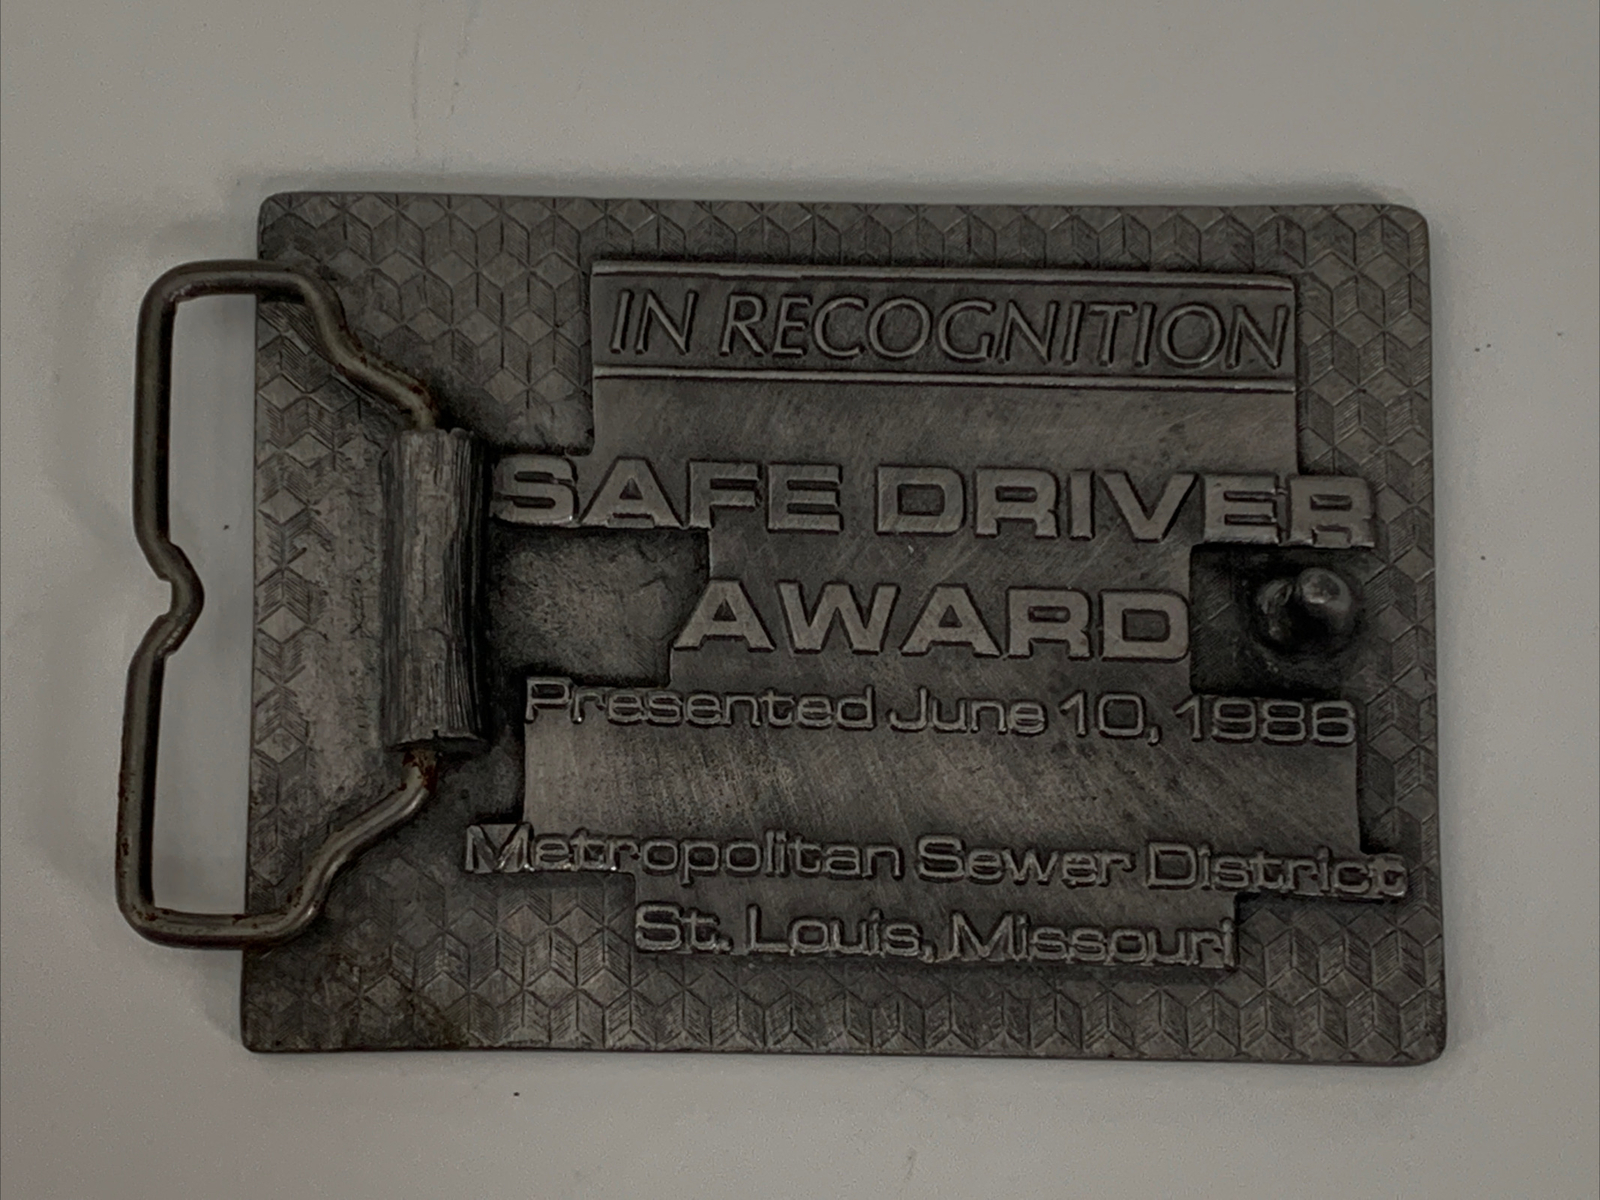 IN RECOGNITION
SAFE DRIVER
AWARD
Presented June 10, 1986
Metropolitan Sewer District
St. Louis, Missouri